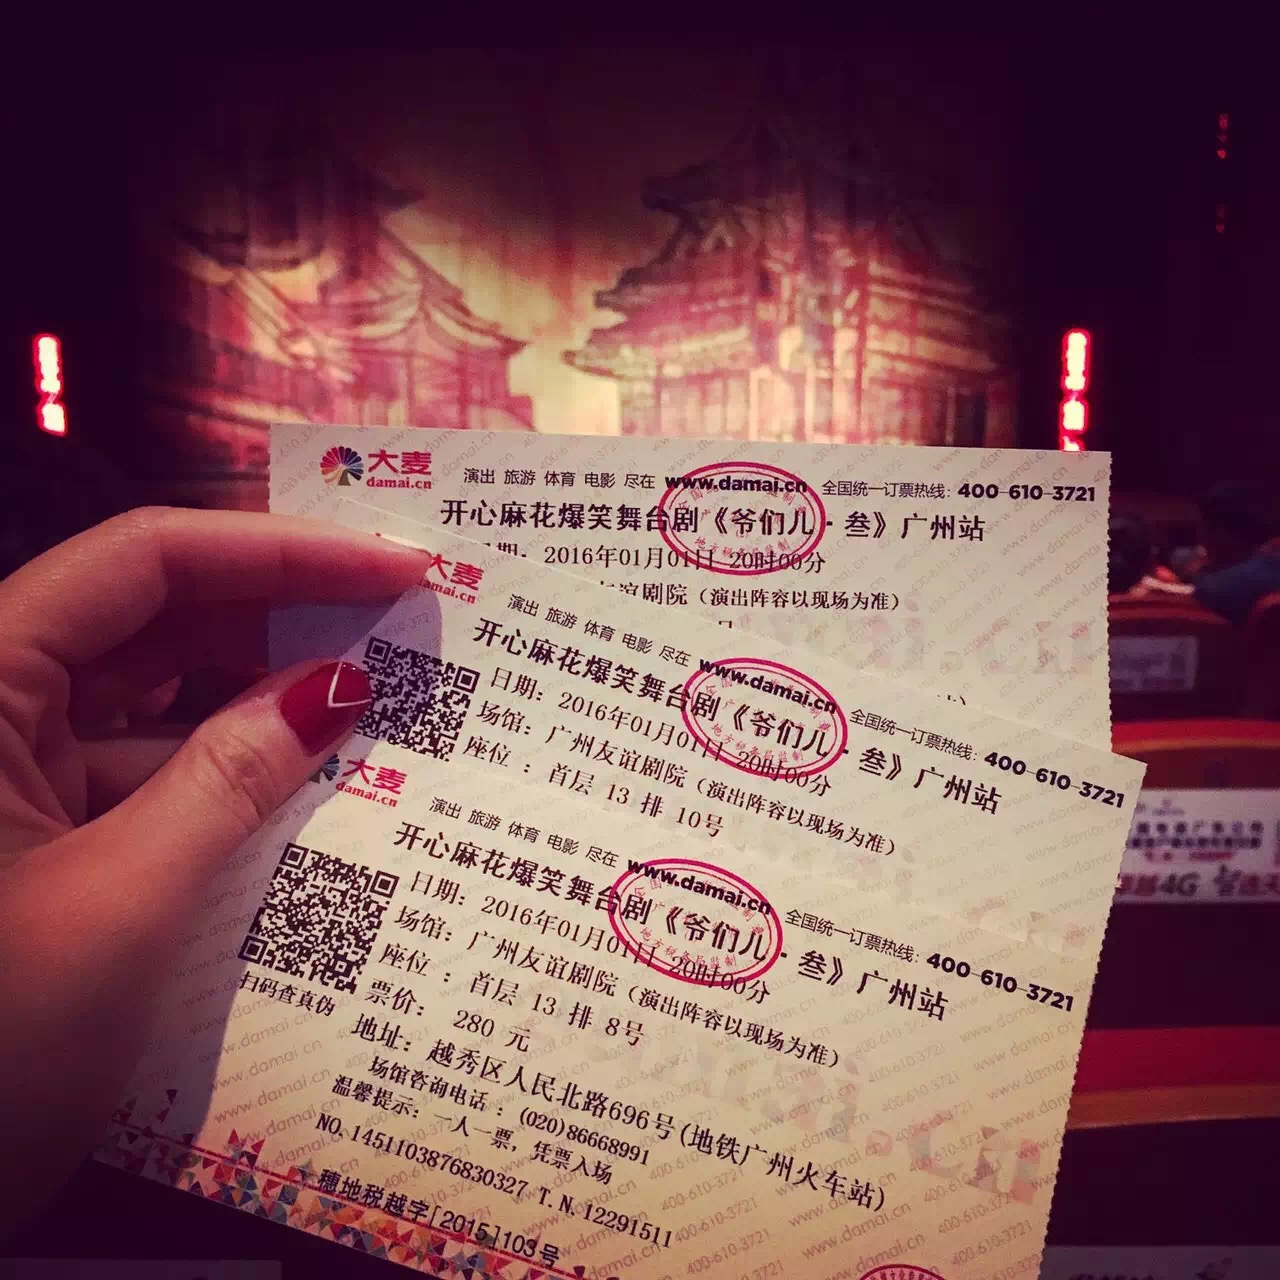 大麦
damai.cn
演出 旅游 体育 电影 尽在 www.damai.cn 全国统一订票热线: 400-610-3721
开心麻花爆笑舞台剧《爷们儿·叁》广州站
2016年01月01日 20时00分
谊剧院（演出阵容以现场为准）
大麦
amai.cn
演出 旅游 体育 电影 尽在 www.damai.cn 全国统一订票热线: 400-610-3721
开心麻花爆笑舞台剧《爷们儿·叁》广州站
日期: 2016年01月01日 20时00分
场馆: 广州友谊剧院（演出阵容以现场为准）
座位 : 首层 13 排 10号
大麦
damai.cn
演出 旅游 体育 电影 尽在 www.damai.cn 全国统一订票热线: 400-610-3721
开心麻花爆笑舞台剧《爷们儿·叁》广州站
日期: 2016年01月01日 20时00分
场馆: 广州友谊剧院（演出阵容以现场为准）
座位 : 首层 13 排 8号
票价: 280 元
地址: 越秀区人民北路696号(地铁广州火车站)
场馆咨询电话 : (020)86668991
温馨提示: 一人一票, 凭票入场
NO.1451103876830327 T.N.12291511
穗地税越字[2015]103号
扫码查真伪
4G